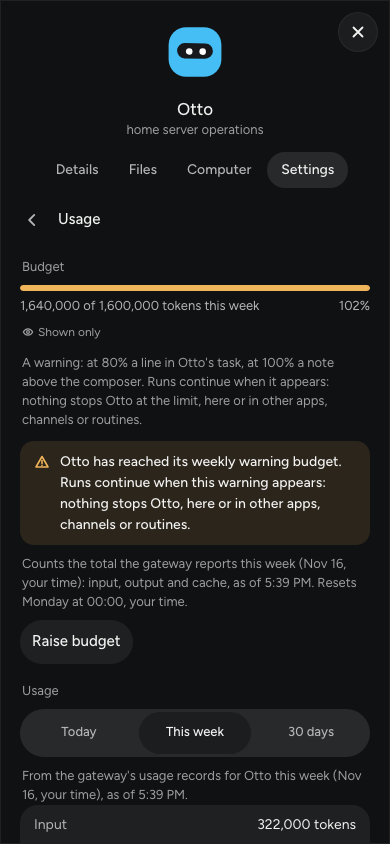 Otto
home server operations
Details
Files
Computer
Settings
Usage
Budget
1,640,000 of 1,600,000 tokens this week
102%
Shown only
A warning: at 80% a line in Otto's task, at 100% a note
above the composer. Runs continue when it appears:
nothing stops Otto at the limit, here or in other apps,
channels or routines.
Otto has reached its weekly warning budget.
Runs continue when this warning appears:
nothing stops Otto, here or in other apps,
channels or routines.
Counts the total the gateway reports this week (Nov 16,
your time): input, output and cache, as of 5:39 PM. Resets
Monday at 00:00, your time.
Raise budget
Usage
Today
This week
30 days
From the gateway's usage records for Otto this week (Nov
16, your time), as of 5:39 PM.
Input
322,000 tokens